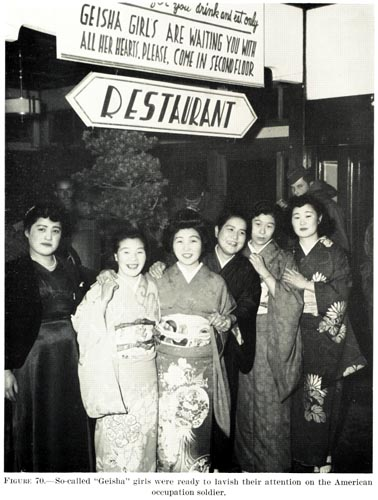 you drink and eat only
GEISHA GIRLS ARE WAITING YOU WITH
ALL HER HEARTS, PLEASE, COME IN SECOND FLOOR
RESTAURANT
FIGURE 70.—So-called "Geisha" girls were ready to lavish their attention on the American
occupation soldier.